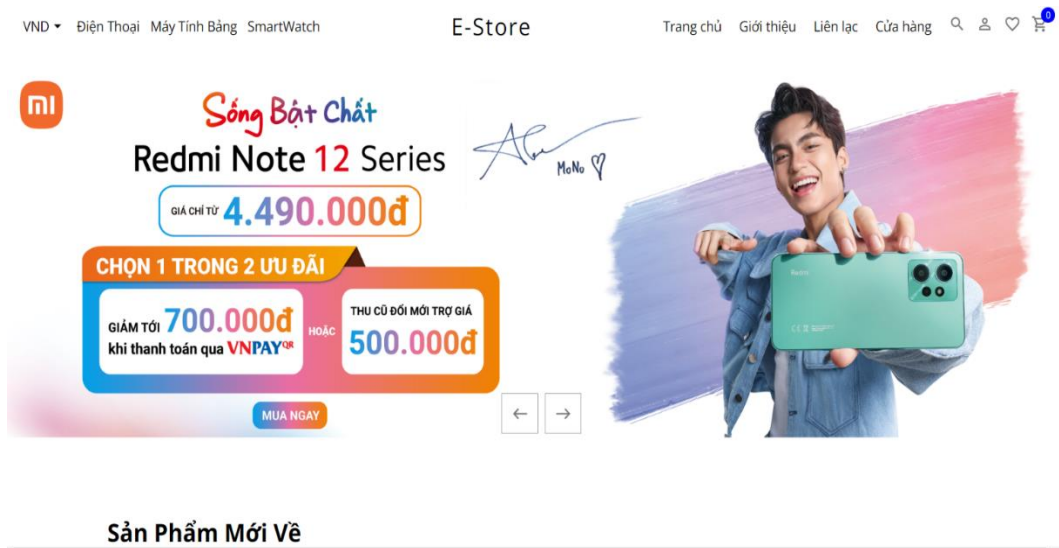 VND Điện Thoại Máy Tính Bảng SmartWatch E-Store Trang chủ Giới thiệu Liên lạc Cửa hàng 0
mi
Sống Bật Chất
Redmi Note 12 Series
MoNo
GIÁ CHỈ TỪ 4.490.000đ
CHỌN 1 TRONG 2 ƯU ĐÃI
GIẢM TỚI 700.000đ
khi thanh toán qua VNPAYQR
HOẶC
THU CŨ ĐỔI MỚI TRỢ GIÁ
500.000đ
MUA NGAY
Redmi
Sản Phẩm Mới Về